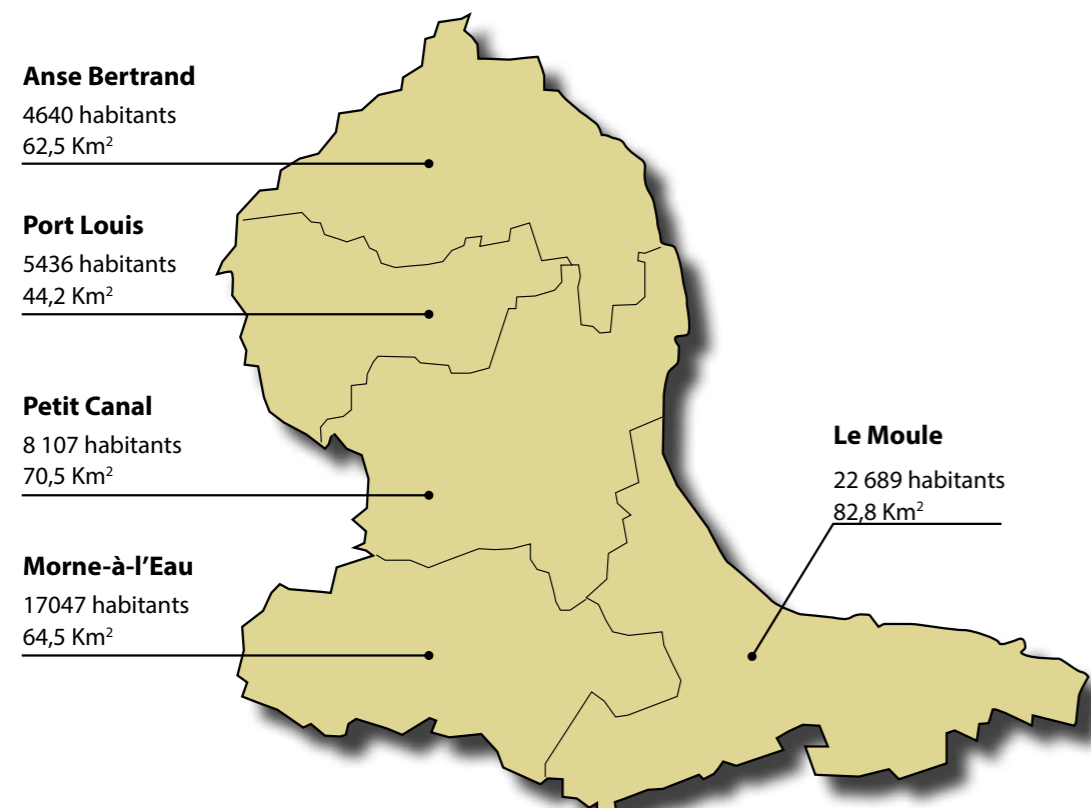 Anse Bertrand
4640 habitants
62,5 Km²
Port Louis
5436 habitants
44,2 Km²
Petit Canal
8 107 habitants
70,5 Km²
Morne-à-l'Eau
17047 habitants
64,5 Km²
Le Moule
22 689 habitants
82,8 Km²